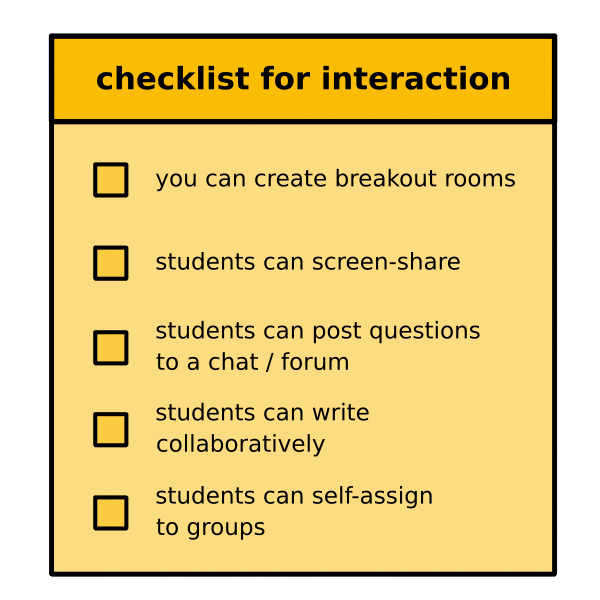 checklist for interaction
you can create breakout rooms
students can screen-share
students can post questions
to a chat / forum
students can write
collaboratively
students can self-assign
to groups